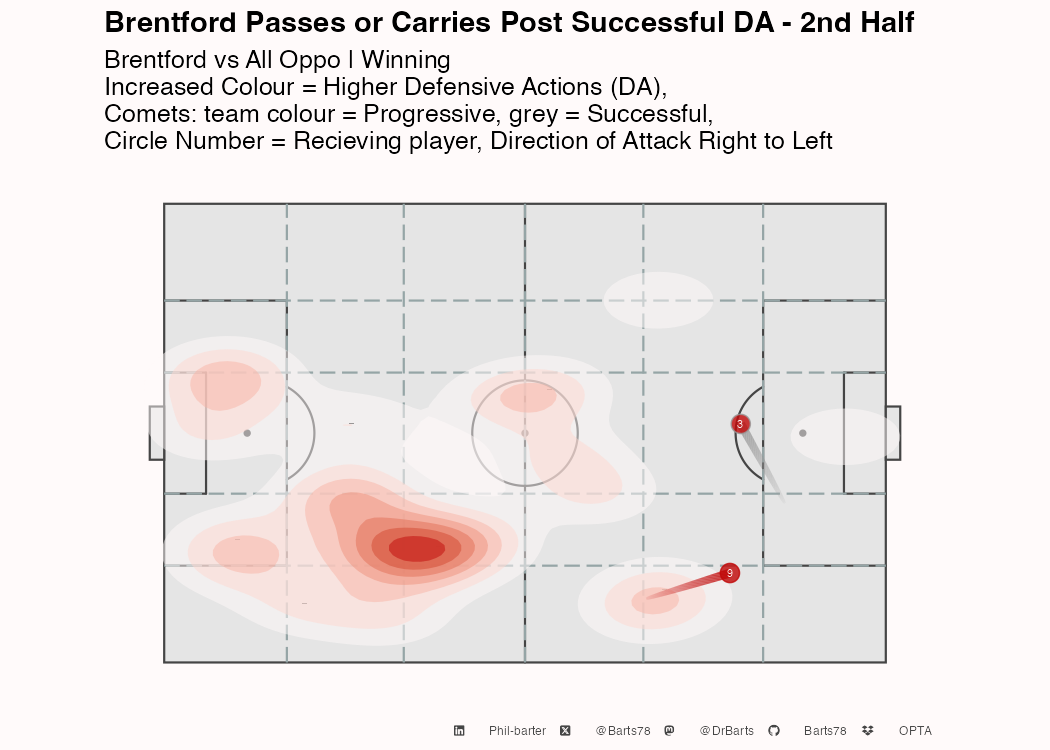 Brentford Passes or Carries Post Successful DA - 2nd Half
Brentford vs All Oppo | Winning
Increased Colour = Higher Defensive Actions (DA),
Comets: team colour = Progressive, grey = Successful,
Circle Number = Recieving player, Direction of Attack Right to Left
3
9
Phil-barter @Barts78 @DrBarts Barts78 OPTA